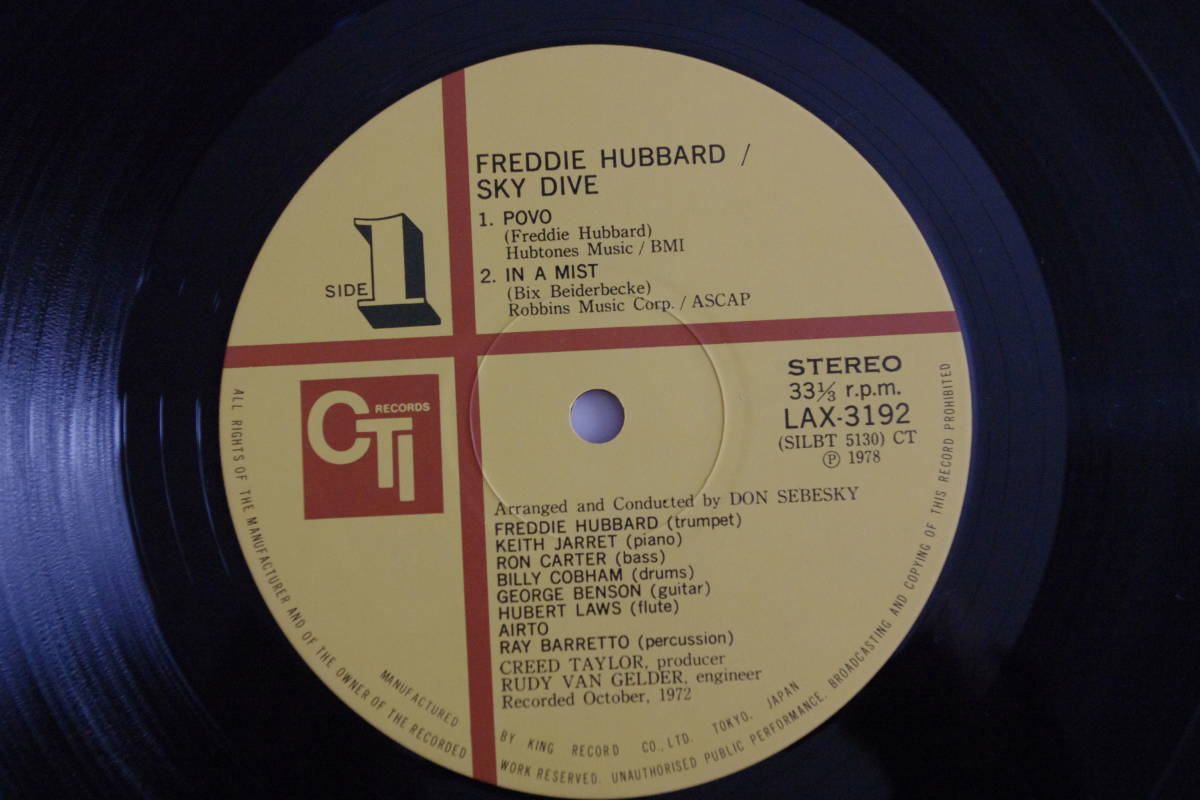 FREDDIE HUBBARD /
SKY DIVE
1. POVO
(Freddie Hubbard)
Hubtones Music / BMI
2. IN A MIST
(Bix Beiderbecke)
Robbins Music Corp. / ASCAP
SIDE 1
CTI RECORDS
STEREO
33⅓ r.p.m.
LAX-3192
(SILBT 5130) CT
Ⓟ 1978
Arranged and Conducted by DON SEBESKY
FREDDIE HUBBARD (trumpet)
KEITH JARRET (piano)
RON CARTER (bass)
BILLY COBHAM (drums)
GEORGE BENSON (guitar)
HUBERT LAWS (flute)
AIRTO
RAY BARRETTO (percussion)
CREED TAYLOR, producer
RUDY VAN GELDER, engineer
Recorded October, 1972
MANUFACTURED BY KING RECORD CO., LTD. TOKYO, JAPAN
ALL RIGHTS OF THE MANUFACTURER AND OF THE OWNER OF THE RECORDED WORK RESERVED. UNAUTHORISED PUBLIC PERFORMANCE, BROADCASTING AND COPYING OF THIS RECORD PROHIBITED